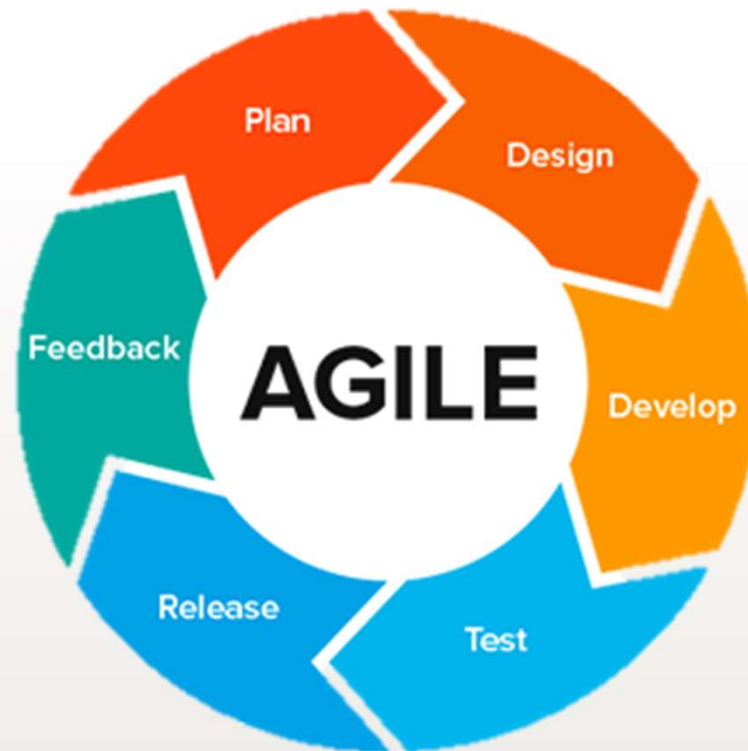 Plan
Design
Develop
Test
Release
Feedback
AGILE